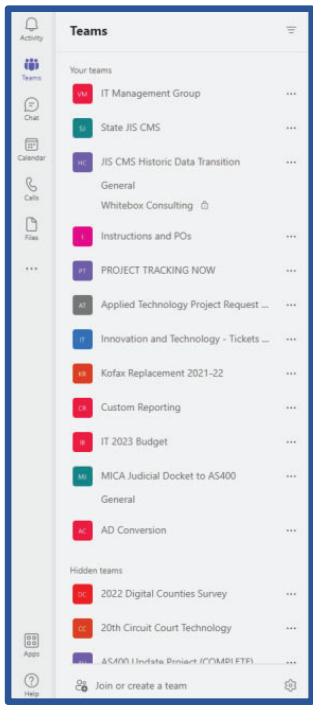 Activity
Teams
Chat
Calendar
Calls
Files
...
Apps
Help
Teams
Your teams
VM IT Management Group ...
SJ State JIS CMS ...
HC JIS CMS Historic Data Transition ...
General
Whitebox Consulting
I Instructions and POs ...
PT PROJECT TRACKING NOW ...
AT Applied Technology Project Request ... ...
IT Innovation and Technology - Tickets ... ...
KR Kofax Replacement 2021-22 ...
CR Custom Reporting ...
IB IT 2023 Budget ...
MJ MICA Judicial Docket to AS400 ...
General
AC AD Conversion ...
Hidden teams
DC 2022 Digital Counties Survey ...
CC 20th Circuit Court Technology ...
AS400 Update Project (COMPLETE) ...
Join or create a team